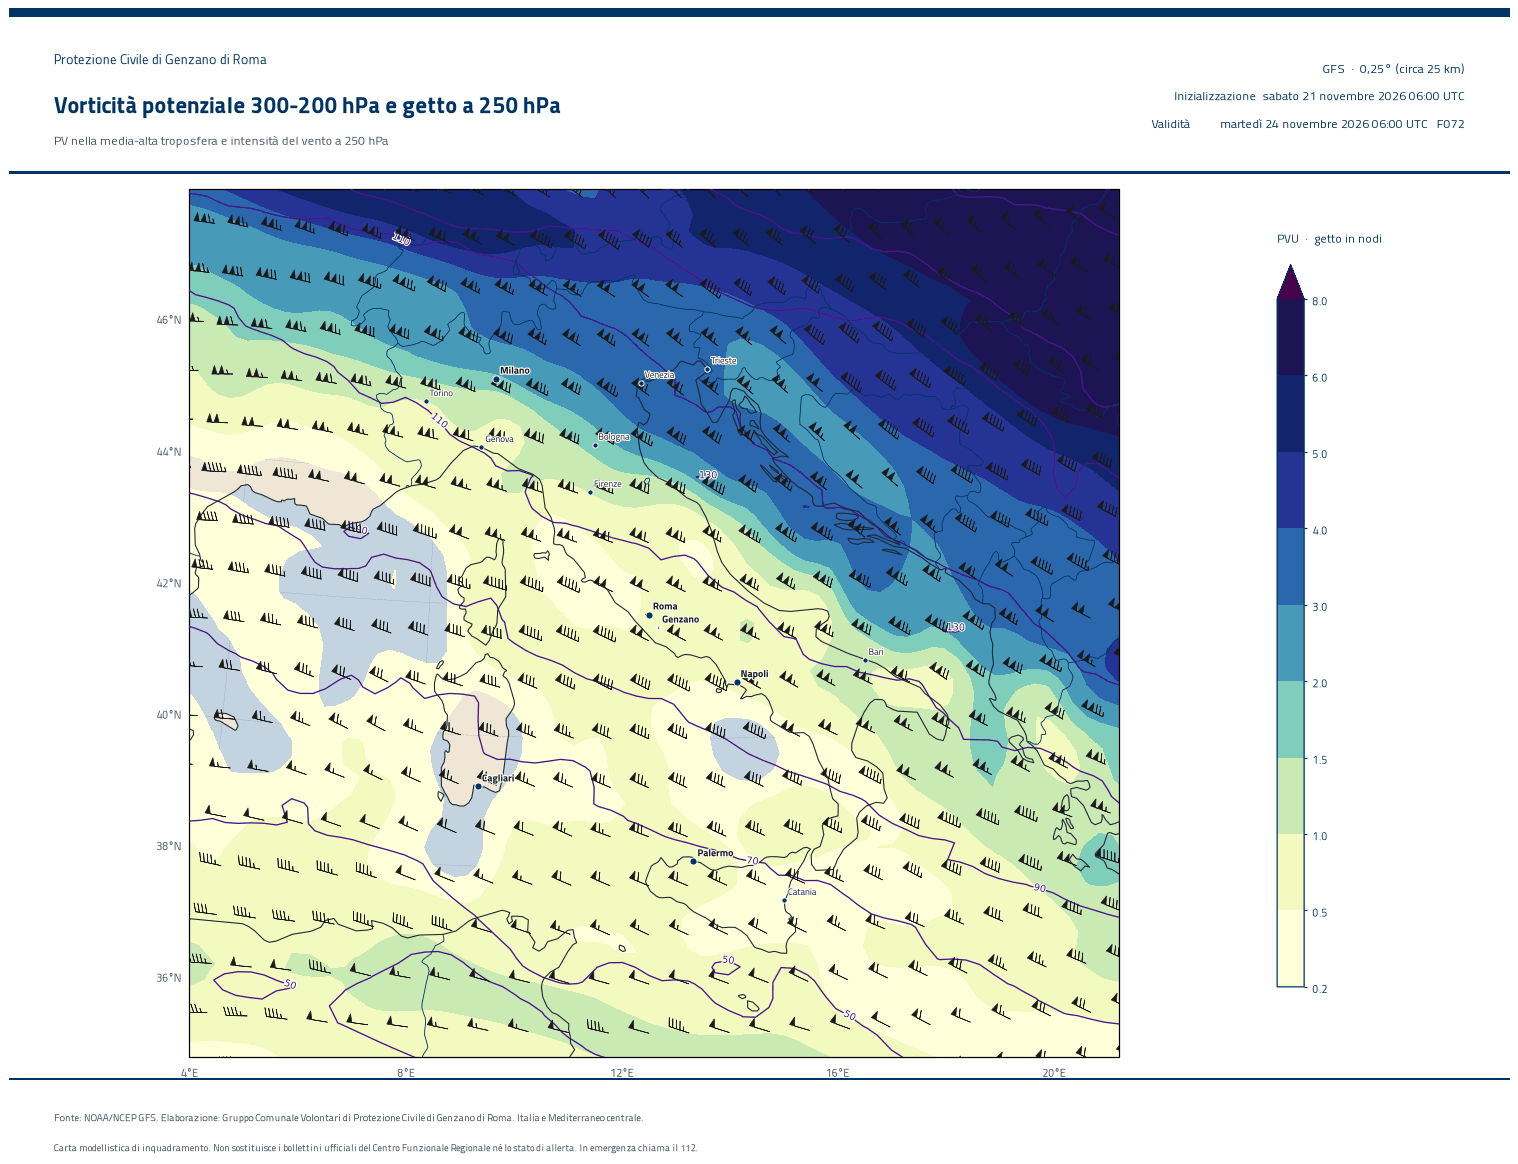 Protezione Civile di Genzano di Roma
Vorticità potenziale 300-200 hPa e getto a 250 hPa
PV nella media-alta troposfera e intensità del vento a 250 hPa
GFS · 0,25° (circa 25 km)
Inizializzazione sabato 21 novembre 2026 06:00 UTC
Validità martedì 24 novembre 2026 06:00 UTC F072
PVU · getto in nodi
8.0
6.0
5.0
4.0
3.0
2.0
1.5
1.0
0.5
0.2
46°N
44°N
42°N
40°N
38°N
36°N
4°E
8°E
12°E
16°E
20°E
110
Trieste
Milano
Venezia
Torino
110
Genova
Bologna
130
Firenze
Roma
Genzano
130
Bari
Napoli
Cagliari
Palermo
70
90
Catania
50
50
50
Fonte: NOAA/NCEP GFS. Elaborazione: Gruppo Comunale Volontari di Protezione Civile di Genzano di Roma. Italia e Mediterraneo centrale.
Carta modellistica di inquadramento. Non sostituisce i bollettini ufficiali del Centro Funzionale Regionale né lo stato di allerta. In emergenza chiama il 112.